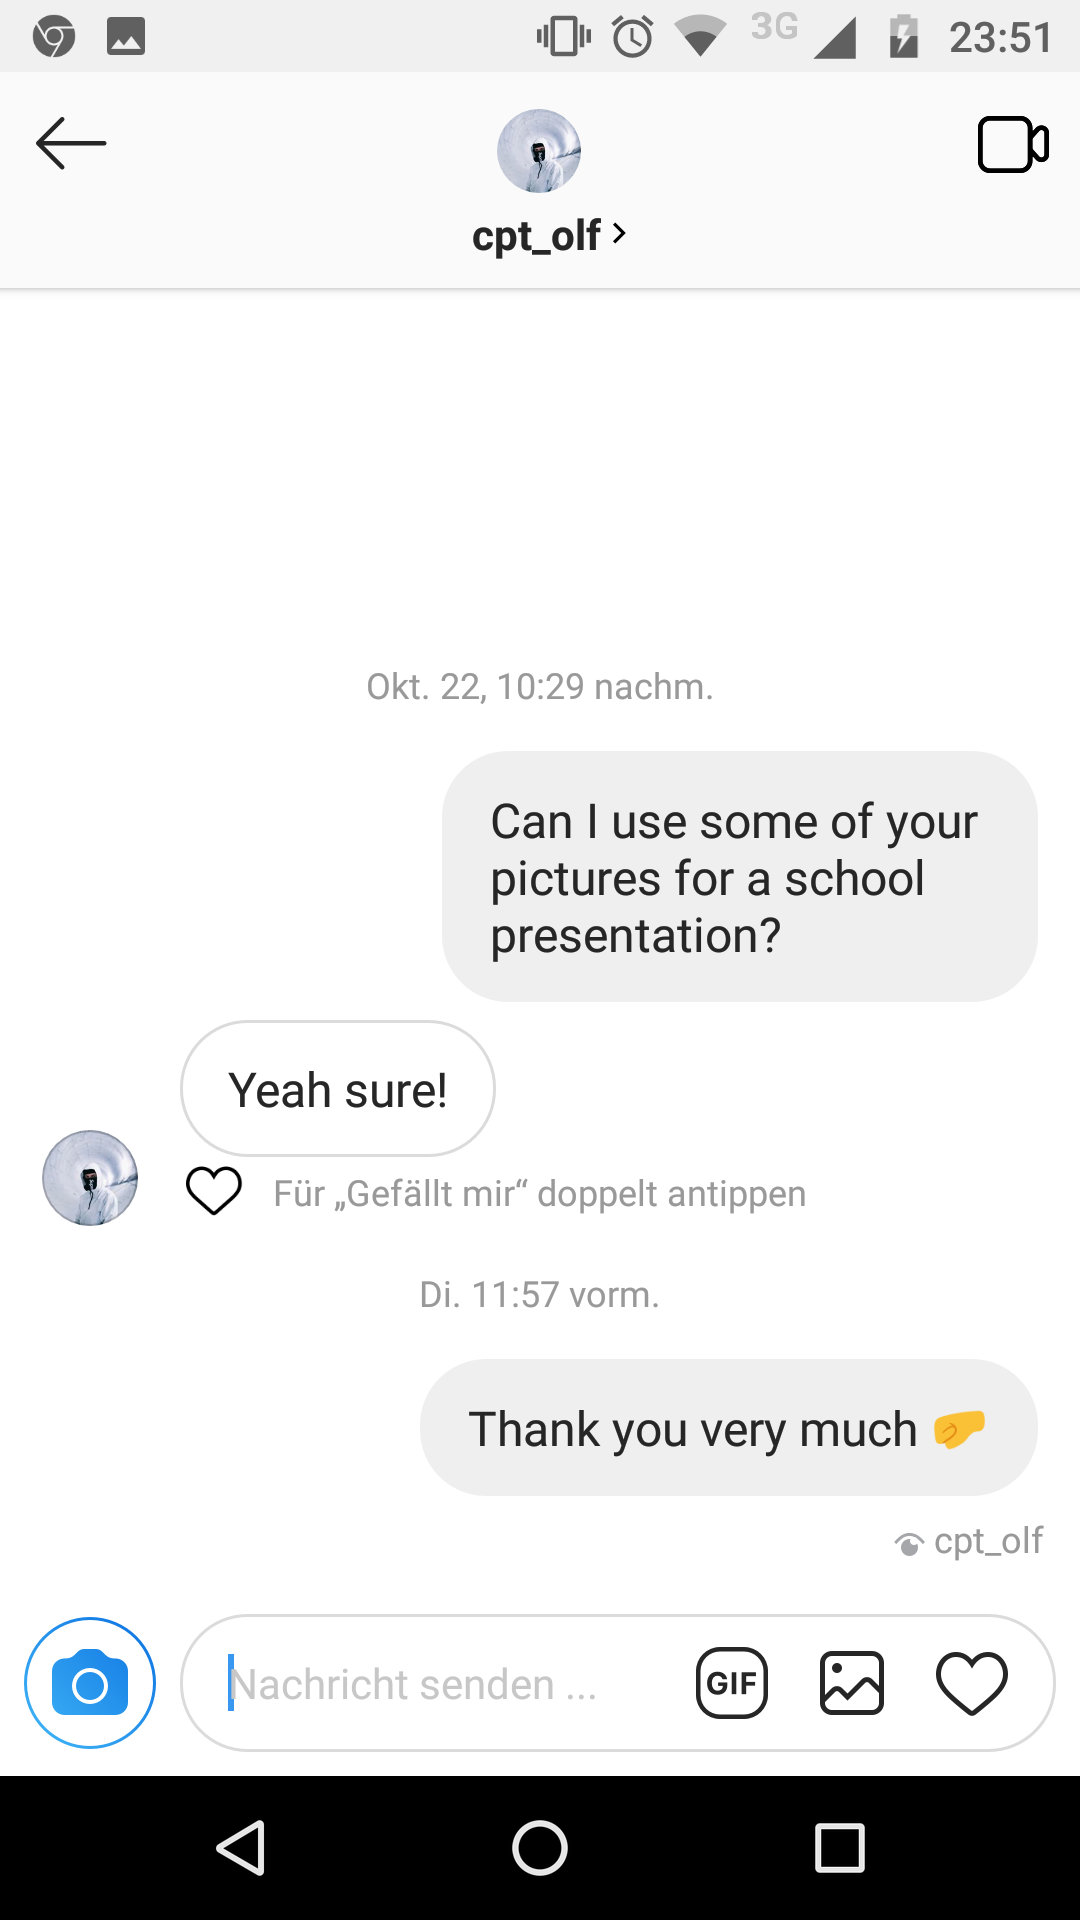 3G 23:51
cpt_olf
Okt. 22, 10:29 nachm.
Can I use some of your
pictures for a school
presentation?
Yeah sure!
Für „Gefällt mir“ doppelt antippen
Di. 11:57 vorm.
Thank you very much 🤛
cpt_olf
Nachricht senden ...
GIF